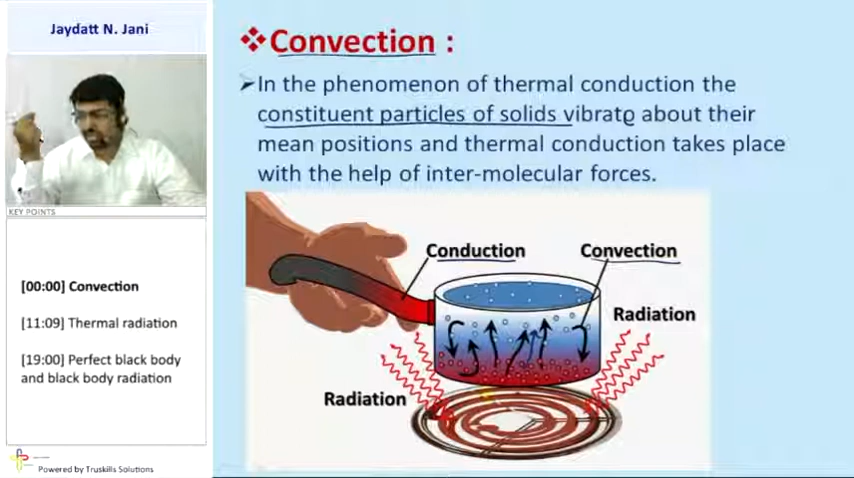 Jaydatt N. Jani
KEY POINTS
[00:00] Convection
[11:09] Thermal radiation
[19:00] Perfect black body
and black body radiation
Powered by Truskills Solutions
❖Convection :
➢In the phenomenon of thermal conduction the
constituent particles of solids vibrate about their
mean positions and thermal conduction takes place
with the help of inter-molecular forces.
Conduction
Convection
Radiation
Radiation